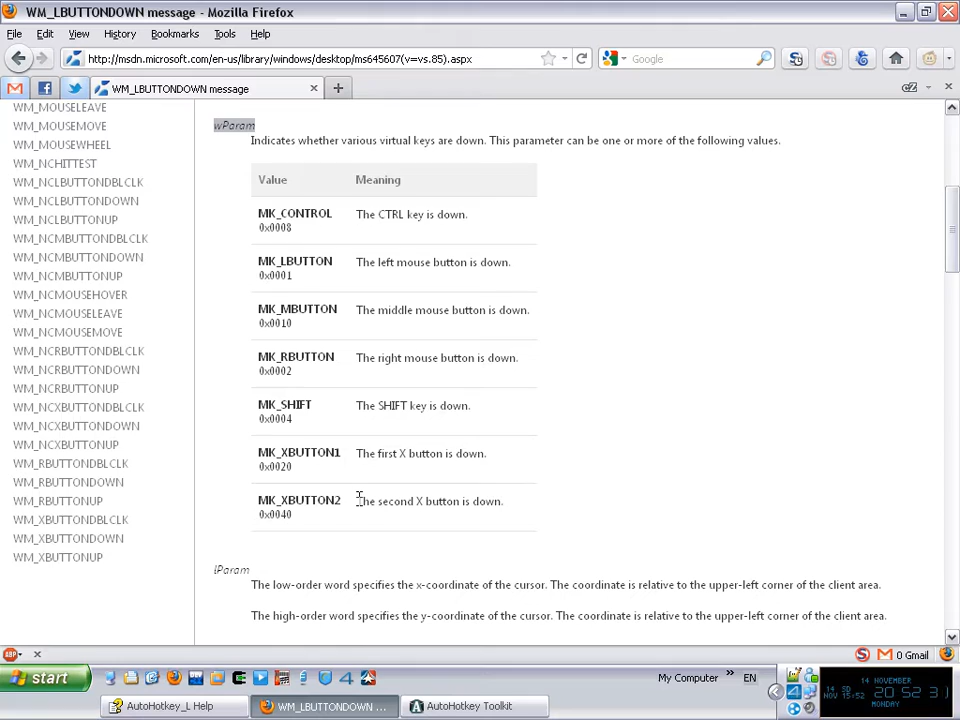 WM_LBUTTONDOWN message - Mozilla Firefox
File Edit View History Bookmarks Tools Help
http://msdn.microsoft.com/en-us/library/windows/desktop/ms645607(v=vs.85).aspx
Google
WM_LBUTTONDOWN message
WM_MOUSELEAVE
WM_MOUSEMOVE
WM_MOUSEWHEEL
WM_NCHITTEST
WM_NCLBUTTONDBLCLK
WM_NCLBUTTONDOWN
WM_NCLBUTTONUP
WM_NCMBUTTONDBLCLK
WM_NCMBUTTONDOWN
WM_NCMBUTTONUP
WM_NCMOUSEHOVER
WM_NCMOUSELEAVE
WM_NCMOUSEMOVE
WM_NCRBUTTONDBLCLK
WM_NCRBUTTONDOWN
WM_NCRBUTTONUP
WM_NCXBUTTONDBLCLK
WM_NCXBUTTONDOWN
WM_NCXBUTTONUP
WM_RBUTTONDBLCLK
WM_RBUTTONDOWN
WM_RBUTTONUP
WM_XBUTTONDBLCLK
WM_XBUTTONDOWN
WM_XBUTTONUP
wParam
Indicates whether various virtual keys are down. This parameter can be one or more of the following values.
Value Meaning
MK_CONTROL The CTRL key is down.
0x0008
MK_LBUTTON The left mouse button is down.
0x0001
MK_MBUTTON The middle mouse button is down.
0x0010
MK_RBUTTON The right mouse button is down.
0x0002
MK_SHIFT The SHIFT key is down.
0x0004
MK_XBUTTON1 The first X button is down.
0x0020
MK_XBUTTON2 The second X button is down.
0x0040
lParam
The low-order word specifies the x-coordinate of the cursor. The coordinate is relative to the upper-left corner of the client area.
The high-order word specifies the y-coordinate of the cursor. The coordinate is relative to the upper-left corner of the client area.
ABP 0 Gmail
start My Computer » EN
AutoHotkey_L Help WM_LBUTTONDOWN ... AutoHotkey Toolkit
14 NOVEMBER
20 52 3
MONDAY